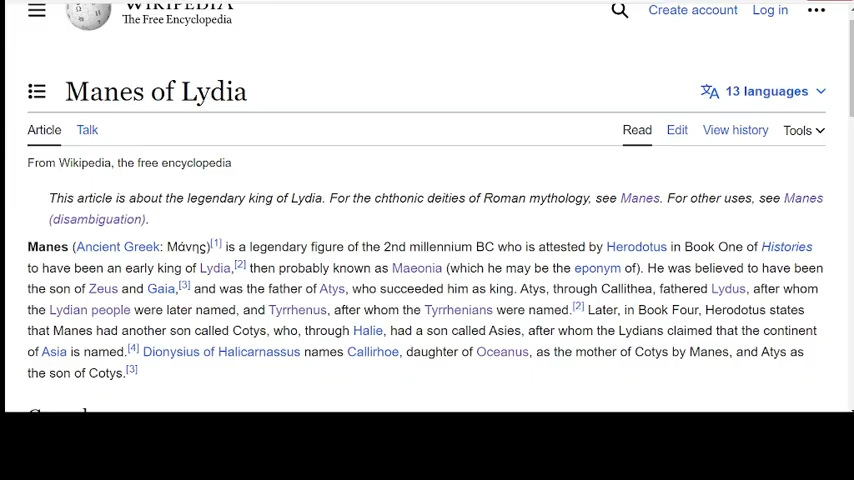 WIKIPEDIA
The Free Encyclopedia
Create account Log in
Manes of Lydia
13 languages
Article Talk Read Edit View history Tools
From Wikipedia, the free encyclopedia
This article is about the legendary king of Lydia. For the chthonic deities of Roman mythology, see Manes. For other uses, see Manes
(disambiguation).
Manes (Ancient Greek: Μάνης)[1] is a legendary figure of the 2nd millennium BC who is attested by Herodotus in Book One of Histories
to have been an early king of Lydia,[2] then probably known as Maeonia (which he may be the eponym of). He was believed to have been
the son of Zeus and Gaia,[3] and was the father of Atys, who succeeded him as king. Atys, through Callithea, fathered Lydus, after whom
the Lydian people were later named, and Tyrrhenus, after whom the Tyrrhenians were named.[2] Later, in Book Four, Herodotus states
that Manes had another son called Cotys, who, through Halie, had a son called Asies, after whom the Lydians claimed that the continent
of Asia is named.[4] Dionysius of Halicarnassus names Callirhoe, daughter of Oceanus, as the mother of Cotys by Manes, and Atys as
the son of Cotys.[3]